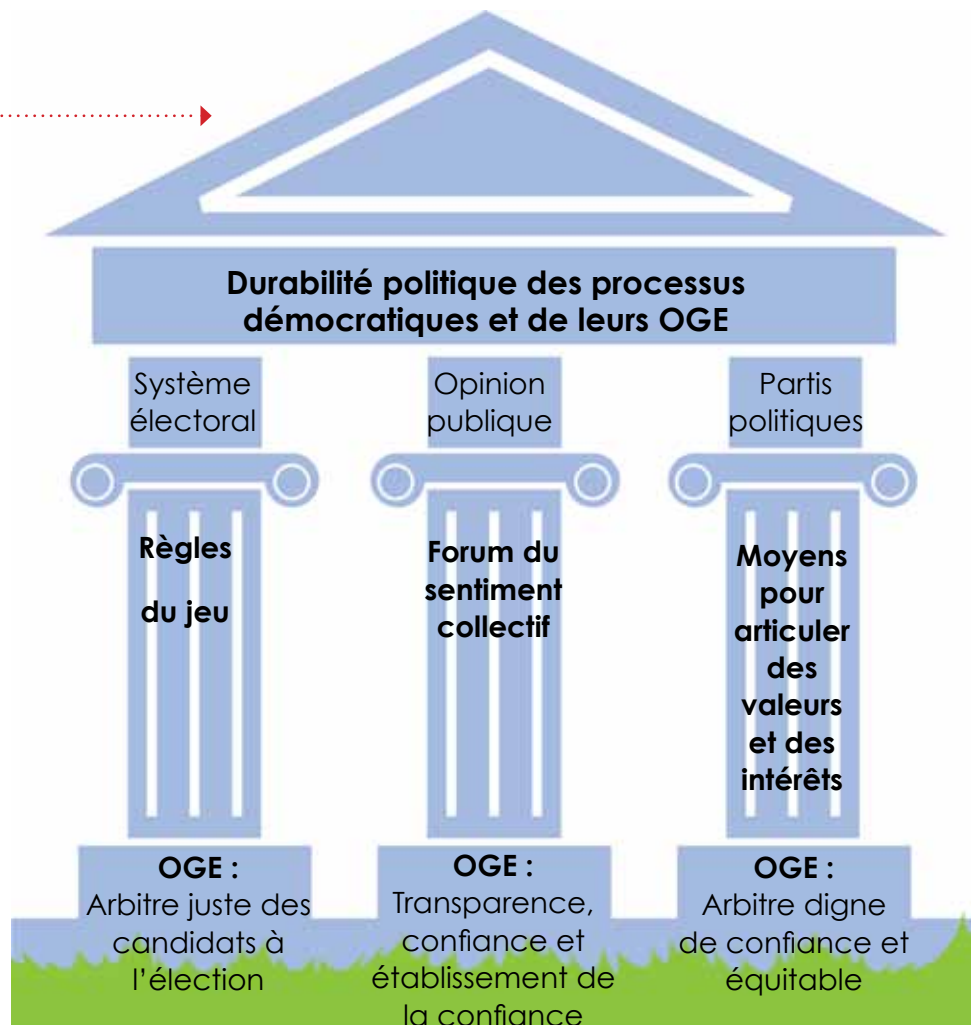 Durabilité politique des processus
démocratiques et de leurs OGE
Système
électoral
Opinion
publique
Partis
politiques
Règles
du jeu
Forum du
sentiment
collectif
Moyens
pour
articuler
des
valeurs
et des
intérêts
OGE :
Arbitre juste des
candidats à
l’élection
OGE :
Transparence,
confiance et
établissement de
la confiance
OGE :
Arbitre digne
de confiance et
équitable